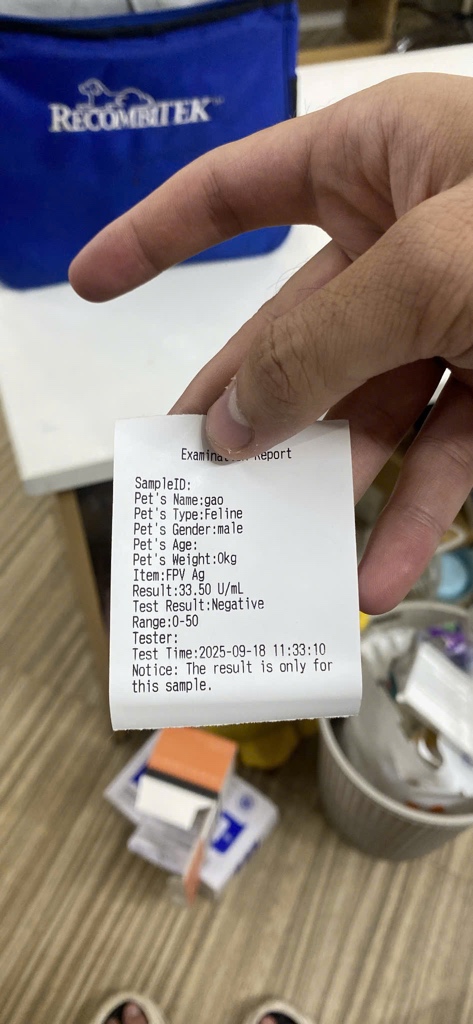 RECOMBITEK
Report
SampleID:
Pet's Name:gao
Pet's Type:Feline
Pet's Gender:male
Pet's Age:
Pet's Weight:0kg
Item:FPV Ag
Result:33.50 U/mL
Test Result:Negative
Range:0-50
Tester:
Test Time:2025-09-18 11:33:10
Notice: The result is only for
this sample.